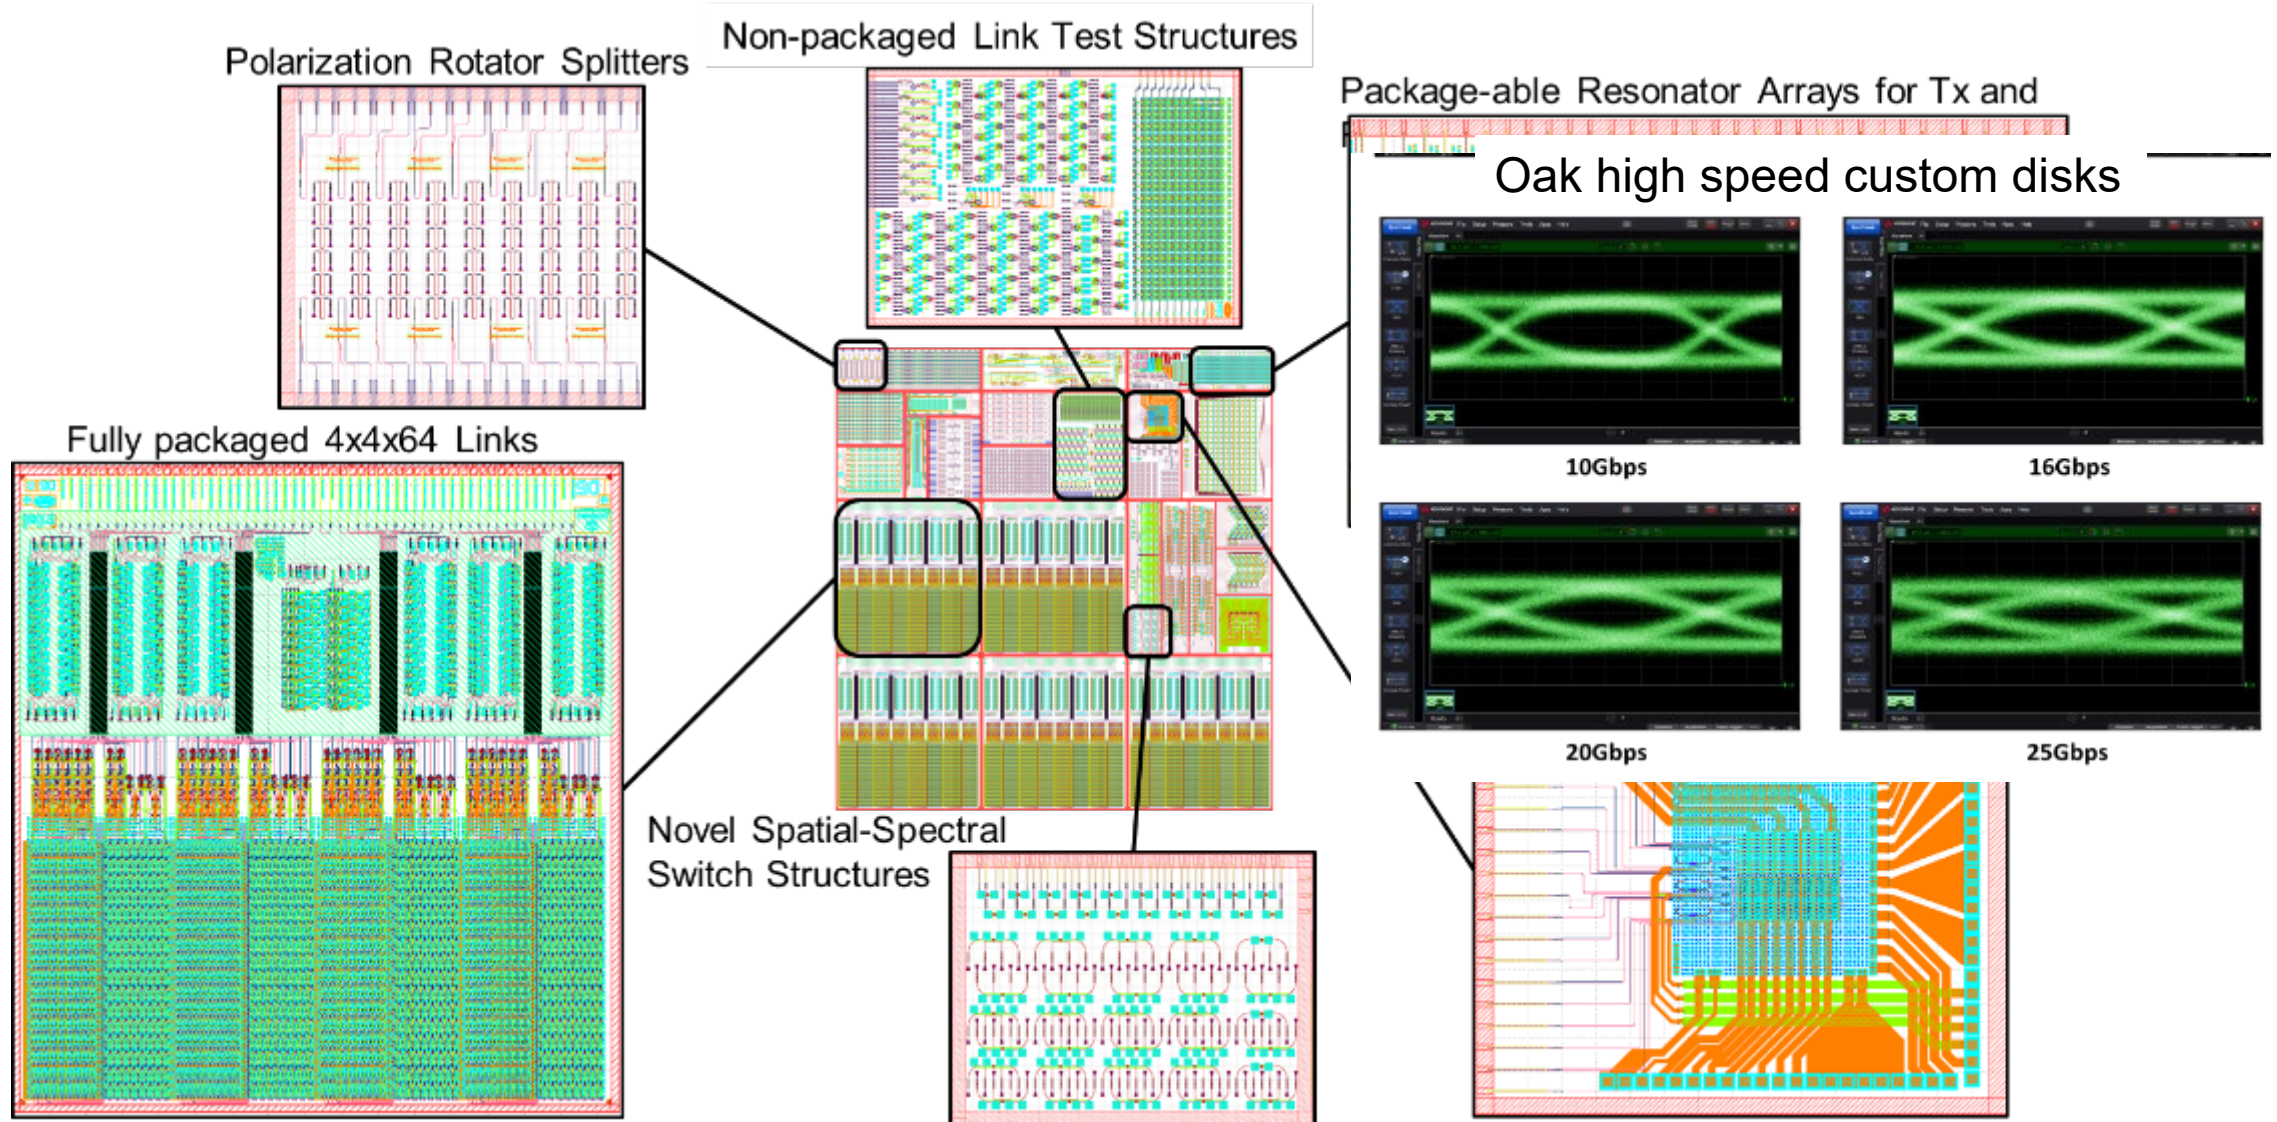 Non-packaged Link Test Structures
Polarization Rotator Splitters
Package-able Resonator Arrays for Tx and
Oak high speed custom disks
10Gbps
16Gbps
Fully packaged 4x4x64 Links
20Gbps
25Gbps
Novel Spatial-Spectral
Switch Structures